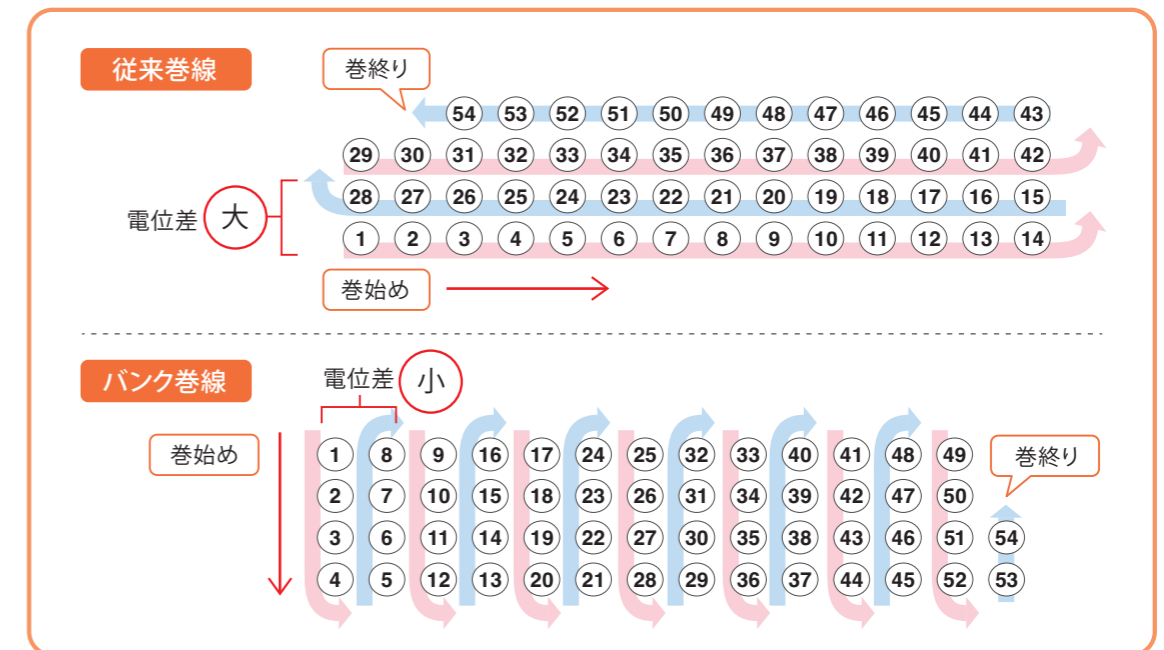 従来巻線
巻終り
54 53 52 51 50 49 48 47 46 45 44 43
29 30 31 32 33 34 35 36 37 38 39 40 41 42
28 27 26 25 24 23 22 21 20 19 18 17 16 15
電位差 大
1 2 3 4 5 6 7 8 9 10 11 12 13 14
巻始め
バンク巻線
電位差 小
巻始め
1 8 9 16 17 24 25 32 33 40 41 48 49
巻終り
2 7 10 15 18 23 26 31 34 39 42 47 50
3 6 11 14 19 22 27 30 35 38 43 46 51 54
4 5 12 13 20 21 28 29 36 37 44 45 52 53